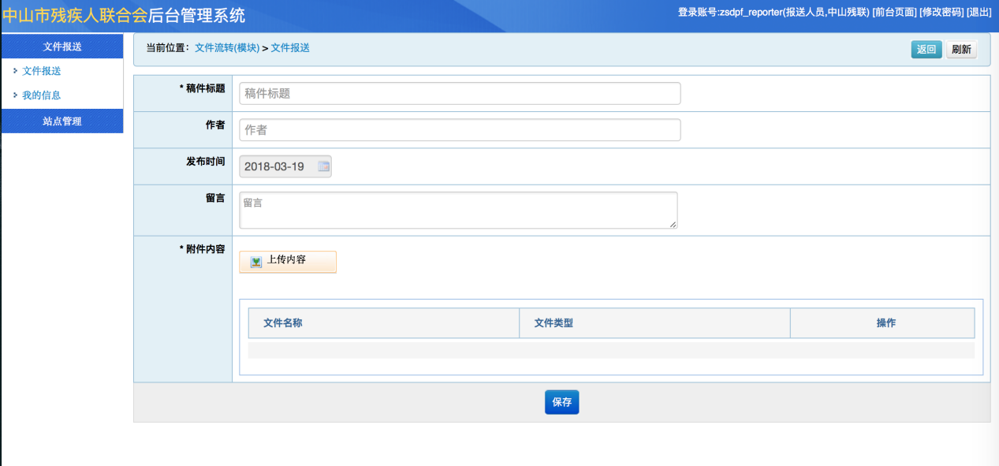 中山市残疾人联合会后台管理系统
登录账号:zsdpf_reporter(报送人员,中山残联) [前台页面] [修改密码] [退出]
文件报送
文件报送
我的信息
站点管理
当前位置：文件流转(模块) > 文件报送
返回 刷新
* 稿件标题 稿件标题
作者 作者
发布时间 2018-03-19
留言 留言
* 附件内容 上传内容
文件名称 文件类型 操作
保存